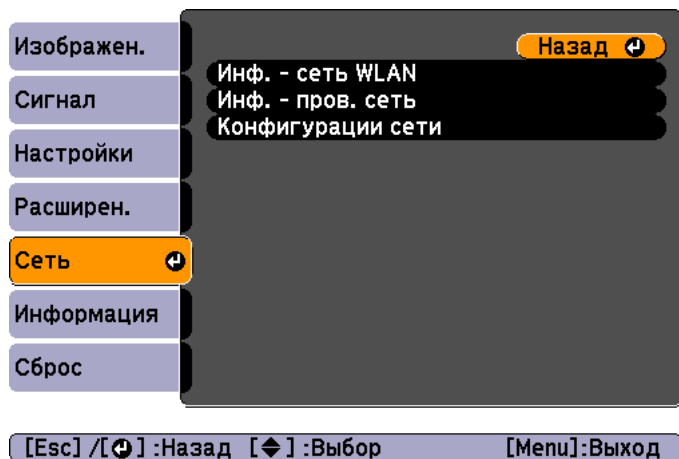 Изображен.
Сигнал
Настройки
Расширен.
Сеть
Информация
Сброс
Назад
Инф. - сеть WLAN
Инф. - пров. сеть
Конфигурации сети
[Esc] /[⏎] :Назад [◆] :Выбор [Menu]:Выход